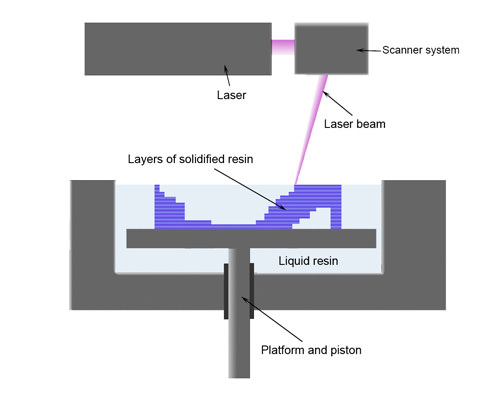 Scanner system
Laser
Laser beam
Layers of solidified resin
Liquid resin
Platform and piston